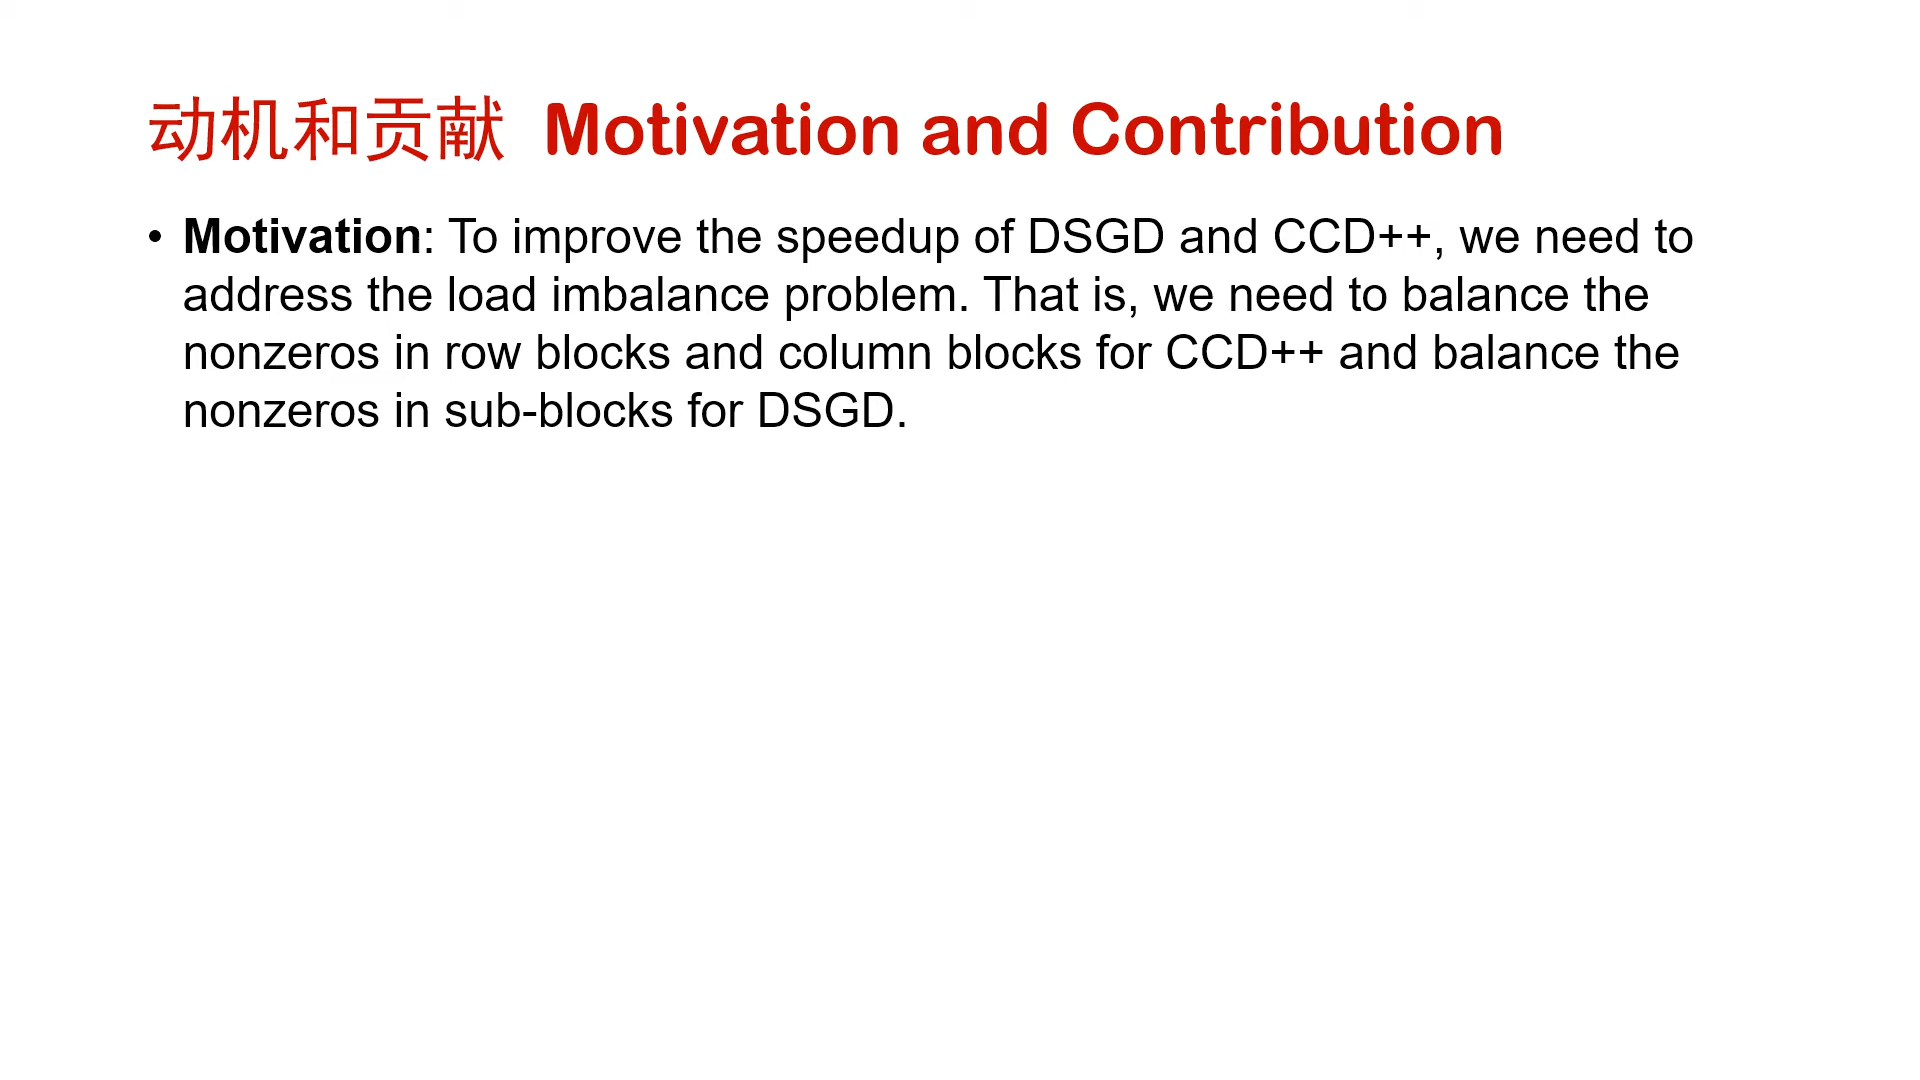 动机和贡献 Motivation and Contribution
• Motivation: To improve the speedup of DSGD and CCD++, we need to
address the load imbalance problem. That is, we need to balance the
nonzeros in row blocks and column blocks for CCD++ and balance the
nonzeros in sub-blocks for DSGD.